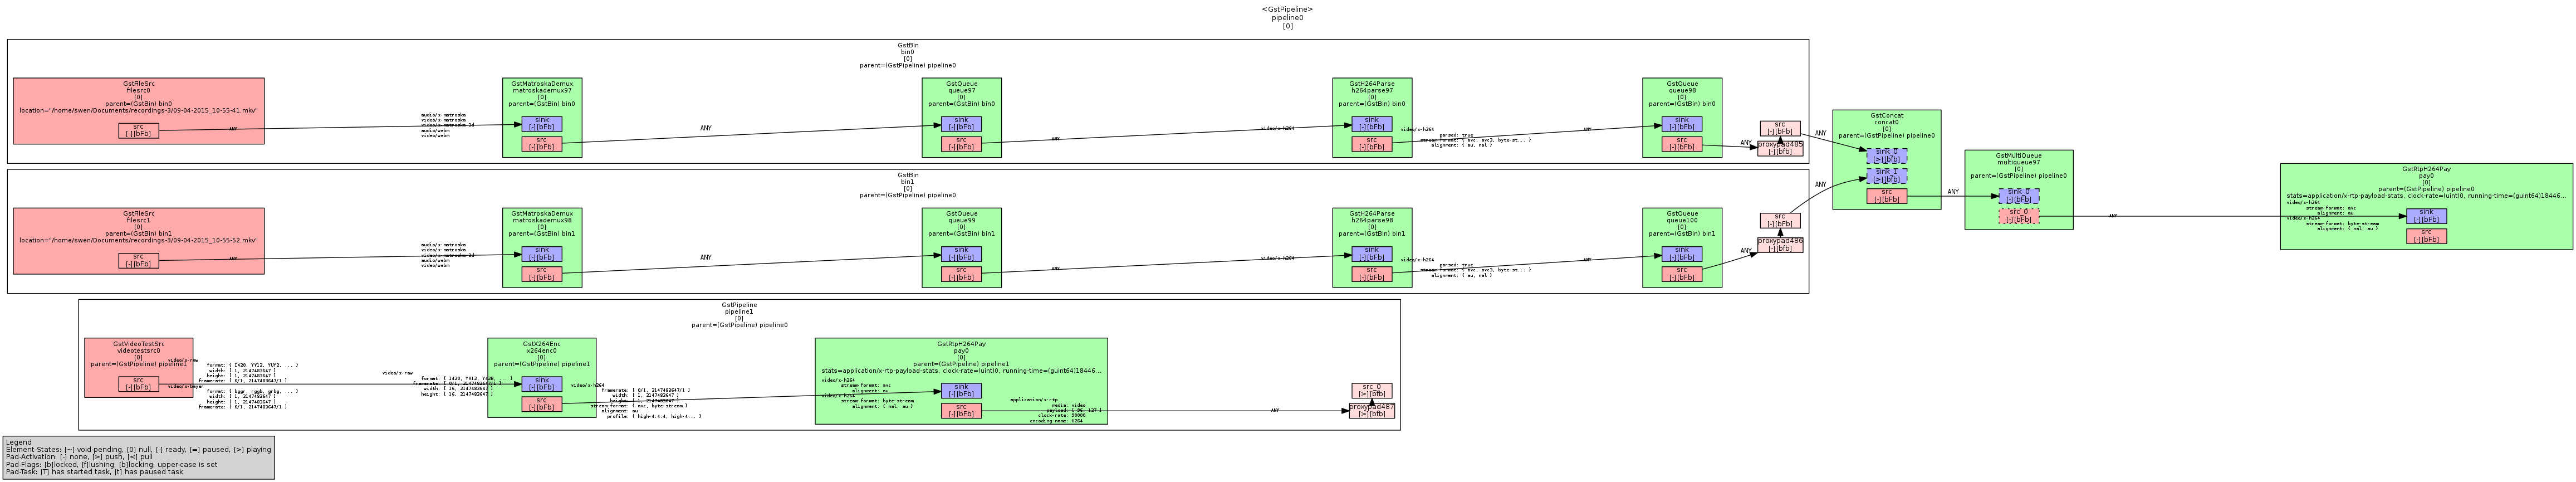 <GstPipeline>
pipeline0
[0]
GstBin
bin0
[0]
parent=(GstPipeline) pipeline0
GstFileSrc
filesrc0
[0]
parent=(GstBin) bin0
location="/home/swen/Documents/recordings-3/09-04-2015_10-55-41.mkv"
src
[-][bFb]
ANY
audio/x-matroska
video/x-matroska
video/x-matroska-3d
audio/webm
video/webm
GstMatroskaDemux
matroskademux97
[0]
parent=(GstBin) bin0
sink
[-][bFb]
src
[-][bFb]
ANY
GstQueue
queue97
[0]
parent=(GstBin) bin0
sink
[-][bFb]
src
[-][bFb]
ANY
video/x-h264
GstH264Parse
h264parse97
[0]
parent=(GstBin) bin0
sink
[-][bFb]
src
[-][bFb]
video/x-h264
parsed: true
stream-format: { avc, avc3, byte-st... }
alignment: { au, nal }
ANY
GstQueue
queue98
[0]
parent=(GstBin) bin0
sink
[-][bFb]
src
[-][bFb]
ANY
src
[-][bFb]
proxypad485
[-][bfb]
ANY
GstBin
bin1
[0]
parent=(GstPipeline) pipeline0
GstFileSrc
filesrc1
[0]
parent=(GstBin) bin1
location="/home/swen/Documents/recordings-3/09-04-2015_10-55-52.mkv"
src
[-][bFb]
ANY
audio/x-matroska
video/x-matroska
video/x-matroska-3d
audio/webm
video/webm
GstMatroskaDemux
matroskademux98
[0]
parent=(GstBin) bin1
sink
[-][bFb]
src
[-][bFb]
ANY
GstQueue
queue99
[0]
parent=(GstBin) bin1
sink
[-][bFb]
src
[-][bFb]
ANY
video/x-h264
GstH264Parse
h264parse98
[0]
parent=(GstBin) bin1
sink
[-][bFb]
src
[-][bFb]
video/x-h264
parsed: true
stream-format: { avc, avc3, byte-st... }
alignment: { au, nal }
ANY
GstQueue
queue100
[0]
parent=(GstBin) bin1
sink
[-][bFb]
src
[-][bFb]
ANY
src
[-][bFb]
proxypad486
[-][bfb]
ANY
GstConcat
concat0
[0]
parent=(GstPipeline) pipeline0
sink_0
[>][bfb]
sink_1
[>][bfb]
src
[-][bFb]
ANY
GstMultiQueue
multiqueue97
[0]
parent=(GstPipeline) pipeline0
sink_0
[-][bFb]
src_0
[-][bFb]
ANY
GstRtpH264Pay
pay0
[0]
parent=(GstPipeline) pipeline0
stats=application/x-rtp-payload-stats, clock-rate=(uint)0, running-time=(guint64)18446...
video/x-h264
stream-format: avc
alignment: au
video/x-h264
stream-format: byte-stream
alignment: { nal, au }
sink
[-][bFb]
src
[-][bFb]
GstPipeline
pipeline1
[0]
parent=(GstPipeline) pipeline0
GstVideoTestSrc
videotestsrc0
[0]
parent=(GstPipeline) pipeline1
src
[-][bFb]
video/x-raw
format: { I420, YV12, YUY2, ... }
width: [ 1, 2147483647 ]
height: [ 1, 2147483647 ]
framerate: [ 0/1, 2147483647/1 ]
video/x-bayer
format: { bggr, rggb, grbg, ... }
width: [ 1, 2147483647 ]
height: [ 1, 2147483647 ]
framerate: [ 0/1, 2147483647/1 ]
video/x-raw
format: { I420, YV12, Y42B, ... }
framerate: [ 0/1, 2147483647/1 ]
width: [ 16, 2147483647 ]
height: [ 16, 2147483647 ]
GstX264Enc
x264enc0
[0]
parent=(GstPipeline) pipeline1
sink
[-][bFb]
src
[-][bFb]
video/x-h264
framerate: [ 0/1, 2147483647/1 ]
width: [ 1, 2147483647 ]
height: [ 1, 2147483647 ]
stream-format: { avc, byte-stream }
alignment: au
profile: { high-4:4:4, high-4... }
GstRtpH264Pay
pay0
[0]
parent=(GstPipeline) pipeline1
stats=application/x-rtp-payload-stats, clock-rate=(uint)0, running-time=(guint64)18446...
video/x-h264
stream-format: avc
alignment: au
video/x-h264
stream-format: byte-stream
alignment: { nal, au }
sink
[-][bFb]
src
[-][bFb]
application/x-rtp
media: video
payload: [ 96, 127 ]
clock-rate: 90000
encoding-name: H264
ANY
src_0
[>][bfb]
proxypad487
[>][bfb]
Legend
Element-States: [~] void-pending, [0] null, [-] ready, [=] paused, [>] playing
Pad-Activation: [-] none, [>] push, [<] pull
Pad-Flags: [b]locked, [f]lushing, [b]locking; upper-case is set
Pad-Task: [T] has started task, [t] has paused task